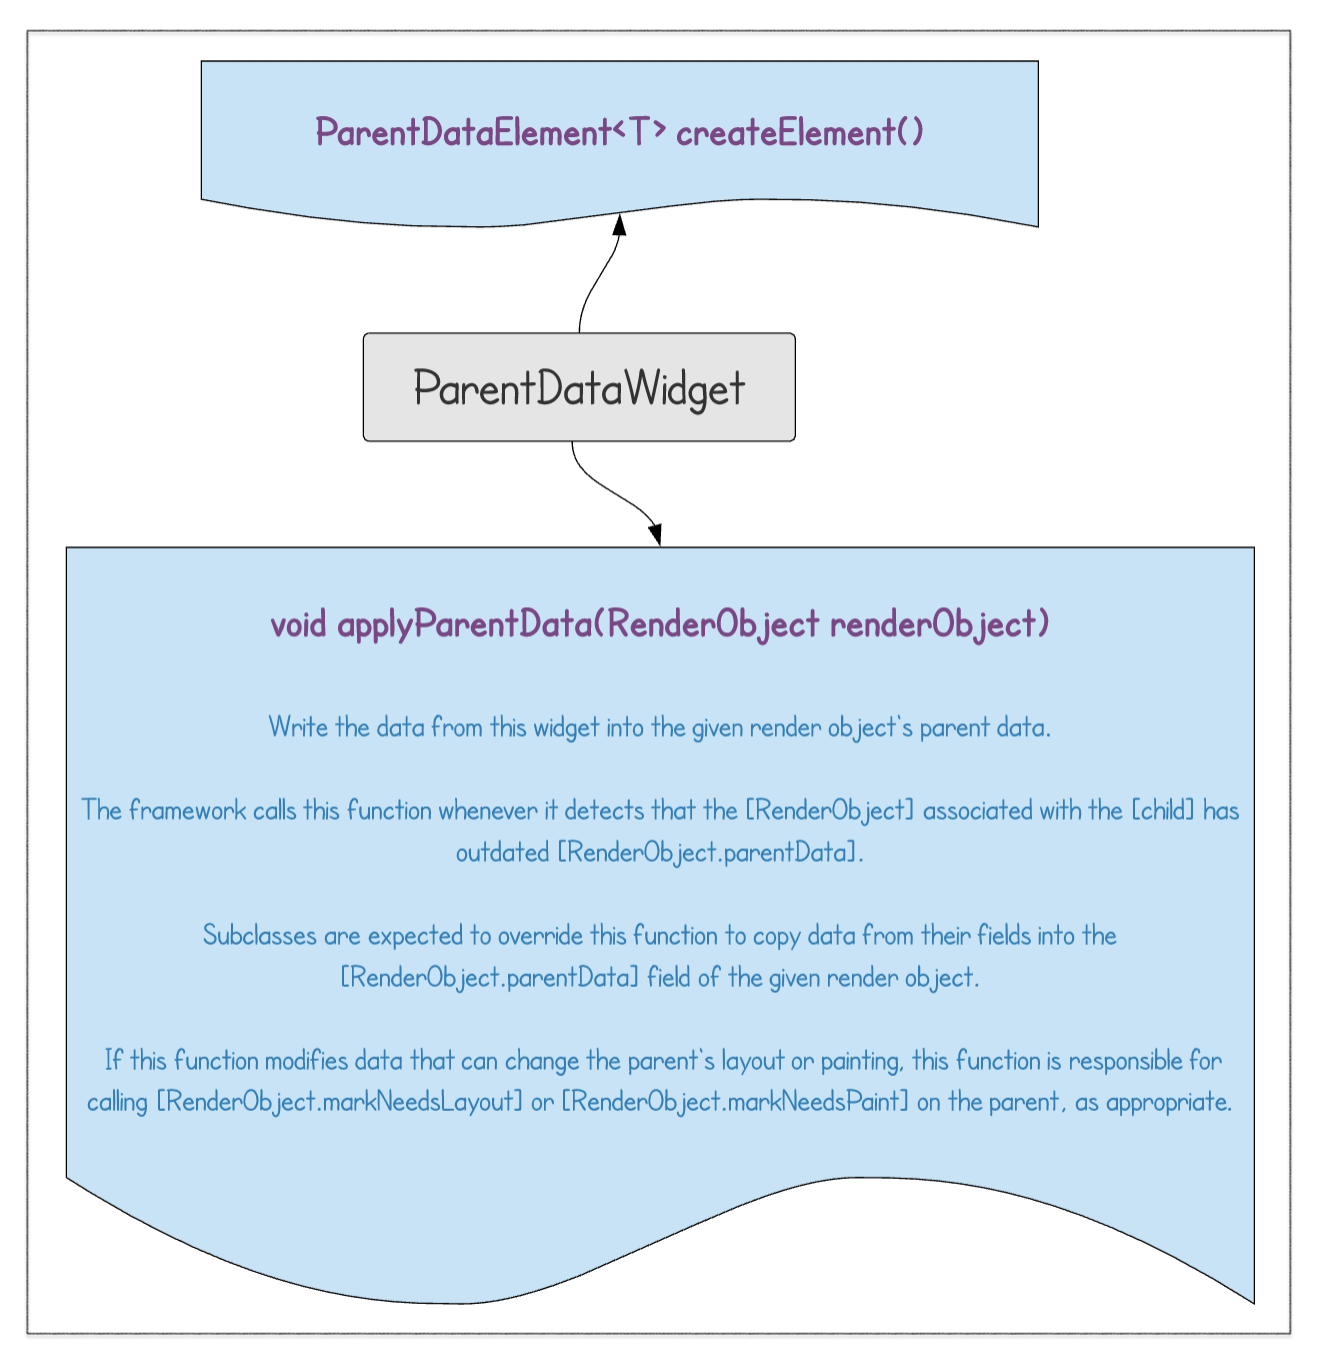 ParentDataElement<T> createElement()
ParentDataWidget
void applyParentData(RenderObject renderObject)
Write the data from this widget into the given render object's parent data.
The framework calls this function whenever it detects that the [RenderObject] associated with the [child] has
outdated [RenderObject.parentData].
Subclasses are expected to override this function to copy data from their fields into the
[RenderObject.parentData] field of the given render object.
If this function modifies data that can change the parent's layout or painting, this function is responsible for
calling [RenderObject.markNeedsLayout] or [RenderObject.markNeedsPaint] on the parent, as appropriate.